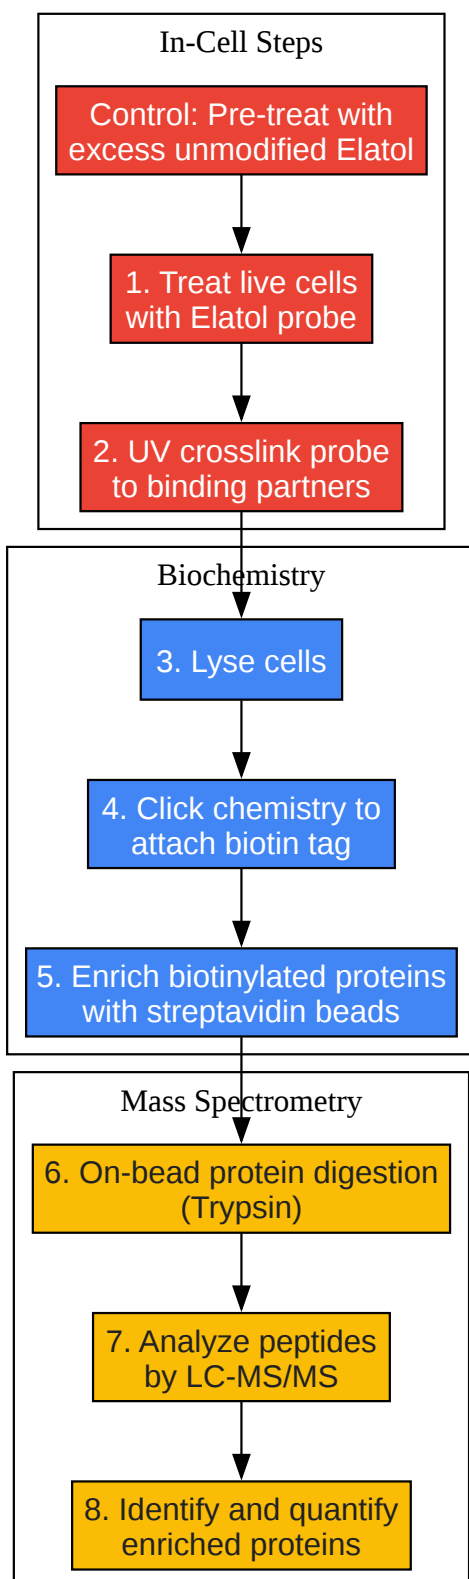 In-Cell Steps
Control: Pre-treat with
excess unmodified Elatol
1. Treat live cells
with Elatol probe
2. UV crosslink probe
to binding partners
Biochemistry
3. Lyse cells
4. Click chemistry to
attach biotin tag
5. Enrich biotinylated proteins
with streptavidin beads
Mass Spectrometry
6. On-bead protein digestion
(Trypsin)
7. Analyze peptides
by LC-MS/MS
8. Identify and quantify
enriched proteins